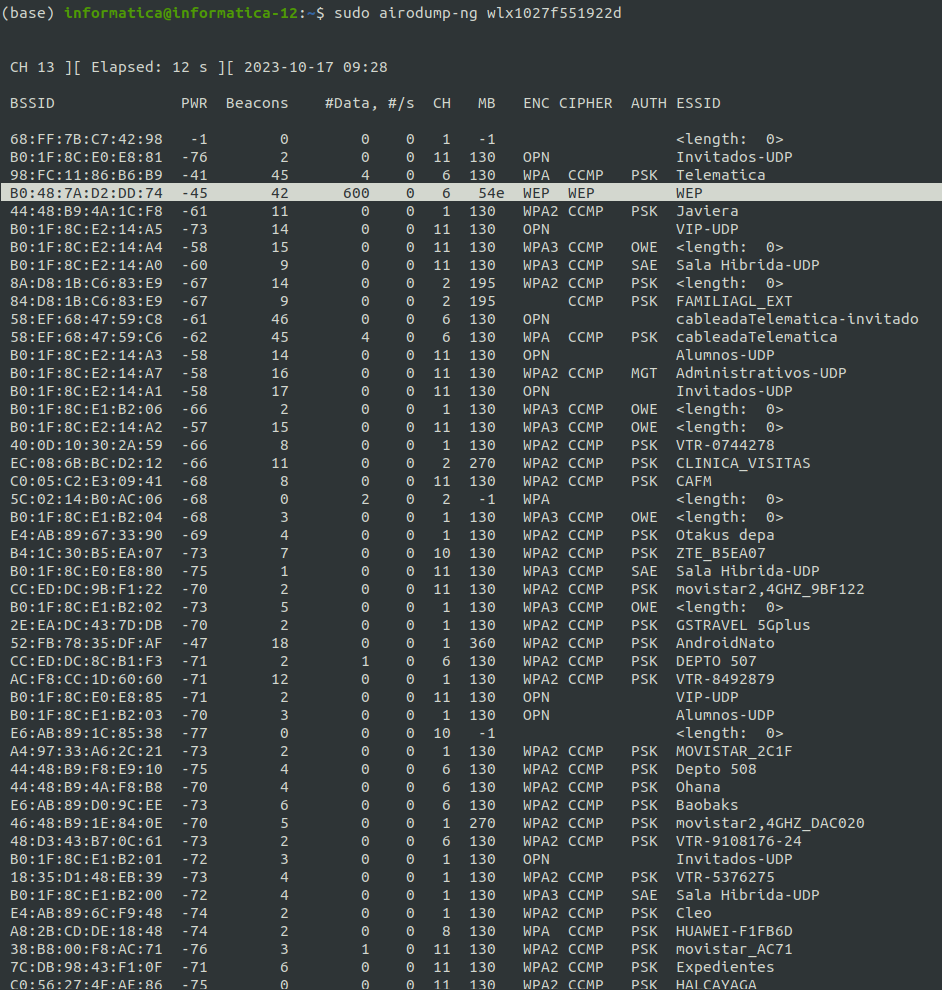 (base) informatica@informatica-12:~$ sudo airodump-ng wlx1027f551922d
CH 13 ][ Elapsed: 12 s ][ 2023-10-17 09:28
BSSID PWR Beacons #Data, #/s CH MB ENC CIPHER AUTH ESSID
68:FF:7B:C7:42:98 -1 0 0 0 1 -1 <length: 0>
B0:1F:8C:E0:E8:81 -76 2 0 0 11 130 OPN Invitados-UDP
98:FC:11:86:B6:B9 -41 45 4 0 6 130 WPA CCMP PSK Telematica
B0:48:7A:D2:DD:74 -45 42 600 0 6 54e WEP WEP WEP
44:48:B9:4A:1C:F8 -61 11 0 0 1 130 WPA2 CCMP PSK Javiera
B0:1F:8C:E2:14:A5 -73 14 0 0 11 130 OPN VIP-UDP
B0:1F:8C:E2:14:A4 -58 15 0 0 11 130 WPA3 CCMP OWE <length: 0>
B0:1F:8C:E2:14:A0 -60 9 0 0 11 130 WPA3 CCMP SAE Sala Hibrida-UDP
8A:D8:1B:C6:83:E9 -67 14 0 0 2 195 WPA2 CCMP PSK <length: 0>
84:D8:1B:C6:83:E9 -67 9 0 0 2 195 CCMP PSK FAMILIAGL_EXT
58:EF:68:47:59:C8 -61 46 0 0 6 130 OPN cableadaTelematica-invitado
58:EF:68:47:59:C6 -62 45 4 0 6 130 WPA CCMP PSK cableadaTelematica
B0:1F:8C:E2:14:A3 -58 14 0 0 11 130 OPN Alumnos-UDP
B0:1F:8C:E2:14:A7 -58 16 0 0 11 130 WPA2 CCMP MGT Administrativos-UDP
B0:1F:8C:E2:14:A1 -58 17 0 0 11 130 OPN Invitados-UDP
B0:1F:8C:E1:B2:06 -66 2 0 0 1 130 WPA3 CCMP OWE <length: 0>
B0:1F:8C:E2:14:A2 -57 15 0 0 11 130 WPA3 CCMP OWE <length: 0>
40:0D:10:30:2A:59 -66 8 0 0 1 130 WPA2 CCMP PSK VTR-0744278
EC:08:6B:BC:D2:12 -66 11 0 0 2 270 WPA2 CCMP PSK CLINICA_VISITAS
C0:05:C2:E3:09:41 -68 8 0 0 11 130 WPA2 CCMP PSK CAFM
5C:02:14:B0:AC:06 -68 0 2 0 2 -1 WPA <length: 0>
B0:1F:8C:E1:B2:04 -68 3 0 0 1 130 WPA3 CCMP OWE <length: 0>
E4:AB:89:67:33:90 -69 4 0 0 1 130 WPA2 CCMP PSK Otakus depa
B4:1C:30:B5:EA:07 -73 7 0 0 10 130 WPA2 CCMP PSK ZTE_B5EA07
B0:1F:8C:E0:E8:80 -75 1 0 0 11 130 WPA3 CCMP SAE Sala Hibrida-UDP
CC:ED:DC:9B:F1:22 -70 2 0 0 11 130 WPA2 CCMP PSK movistar2,4GHZ_9BF122
B0:1F:8C:E1:B2:02 -73 5 0 0 1 130 WPA3 CCMP OWE <length: 0>
2E:EA:DC:43:7D:DB -70 2 0 0 1 130 WPA2 CCMP PSK GSTRAVEL 5Gplus
52:FB:78:35:DF:AF -47 18 0 0 1 360 WPA2 CCMP PSK AndroidNato
CC:ED:DC:8C:B1:F3 -71 2 1 0 6 130 WPA2 CCMP PSK DEPTO 507
AC:F8:CC:1D:60:60 -71 12 0 0 1 130 WPA2 CCMP PSK VTR-8492879
B0:1F:8C:E0:E8:85 -71 2 0 0 11 130 OPN VIP-UDP
B0:1F:8C:E1:B2:03 -70 3 0 0 1 130 OPN Alumnos-UDP
E6:AB:89:1C:85:38 -77 0 0 0 10 -1 <length: 0>
A4:97:33:A6:2C:21 -73 2 0 0 1 130 WPA2 CCMP PSK MOVISTAR_2C1F
44:48:B9:F8:E9:10 -75 4 0 0 6 130 WPA2 CCMP PSK Depto 508
44:48:B9:4A:F8:B8 -70 4 0 0 6 130 WPA2 CCMP PSK Ohana
E6:AB:89:D0:9C:EE -73 6 0 0 6 130 WPA2 CCMP PSK Baobaks
46:48:B9:1E:84:0E -70 5 0 0 1 270 WPA2 CCMP PSK movistar2,4GHZ_DAC020
48:D3:43:B7:0C:61 -73 2 0 0 6 130 WPA2 CCMP PSK VTR-9108176-24
B0:1F:8C:E1:B2:01 -72 3 0 0 1 130 OPN Invitados-UDP
18:35:D1:48:EB:39 -73 4 0 0 1 130 WPA2 CCMP PSK VTR-5376275
B0:1F:8C:E1:B2:00 -72 4 0 0 1 130 WPA3 CCMP SAE Sala Hibrida-UDP
E4:AB:89:6C:F9:48 -74 2 0 0 1 130 WPA2 CCMP PSK Cleo
A8:2B:CD:DE:18:48 -74 2 0 0 8 130 WPA CCMP PSK HUAWEI-F1FB6D
38:B8:00:F8:AC:71 -76 3 1 0 11 130 WPA2 CCMP PSK movistar_AC71
7C:DB:98:43:F1:0F -71 6 0 0 11 130 WPA2 CCMP PSK Expedientes
C0:56:27:4F:AE:86 -75 0 0 0 11 130 WPA2 CCMP PSK HALCAYAGA